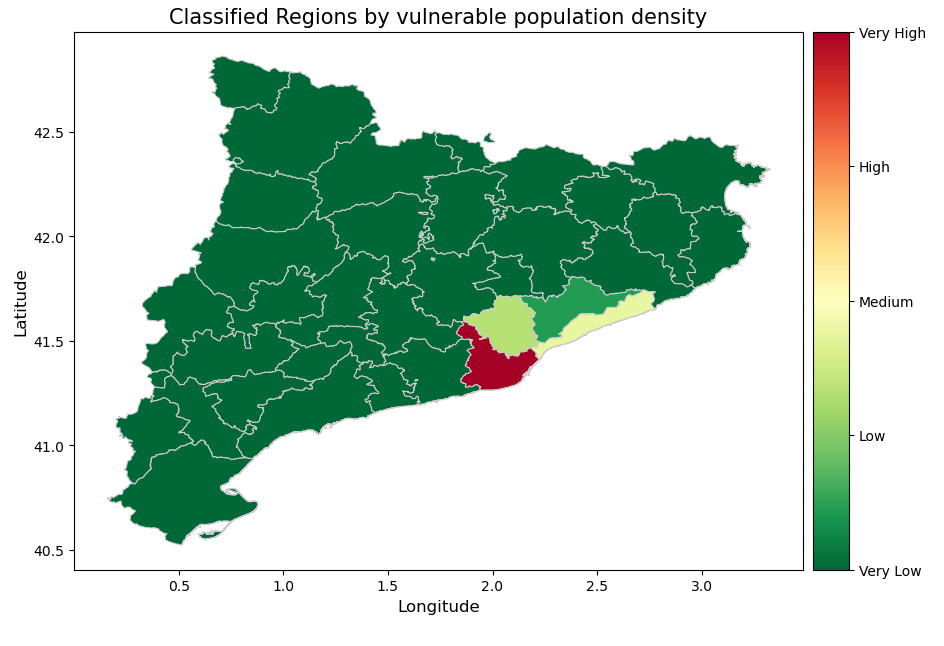 Classified Regions by vulnerable population density
Very High
High
Medium
Low
Very Low
Latitude
42.5
42.0
41.5
41.0
40.5
0.5 1.0 1.5 2.0 2.5 3.0
Longitude